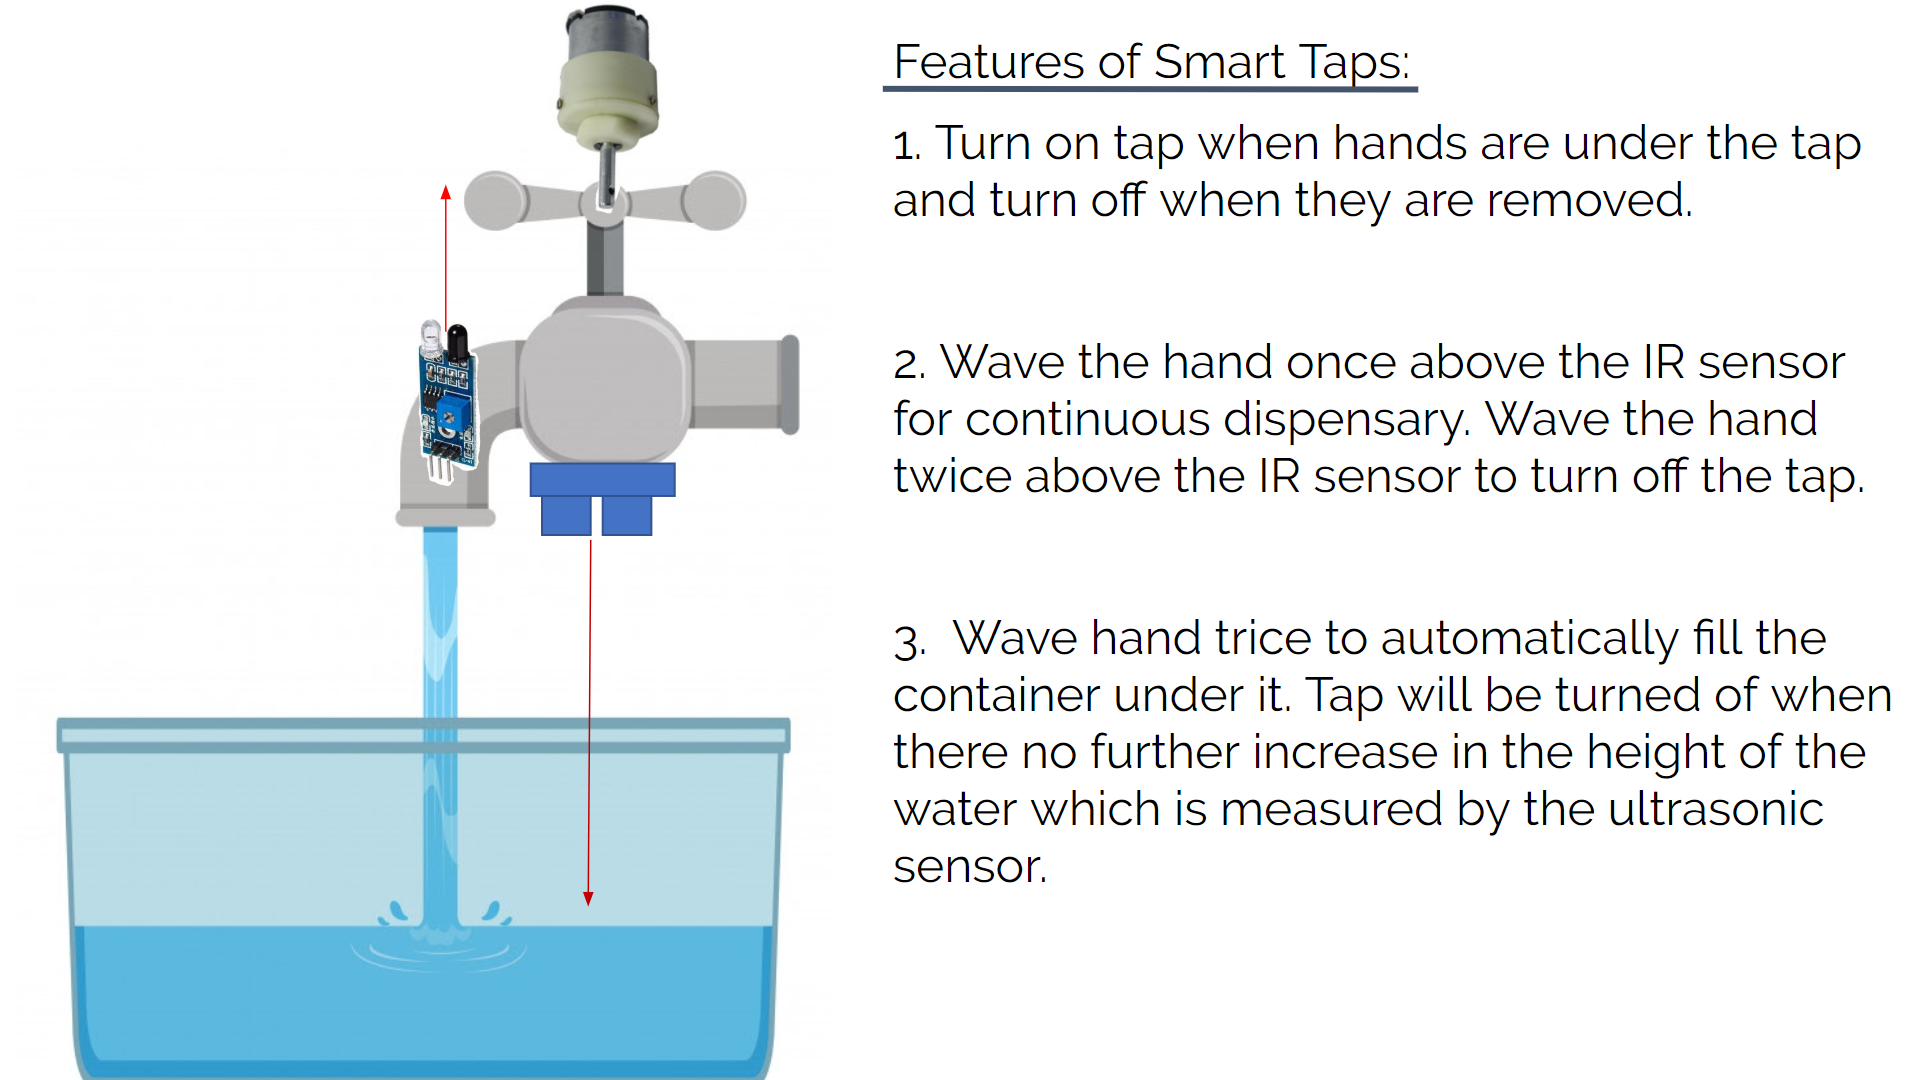 Features of Smart Taps:
1. Turn on tap when hands are under the tap
and turn off when they are removed.
2. Wave the hand once above the IR sensor
for continuous dispensary. Wave the hand
twice above the IR sensor to turn off the tap.
3. Wave hand trice to automatically fill the
container under it. Tap will be turned of when
there no further increase in the height of the
water which is measured by the ultrasonic
sensor.